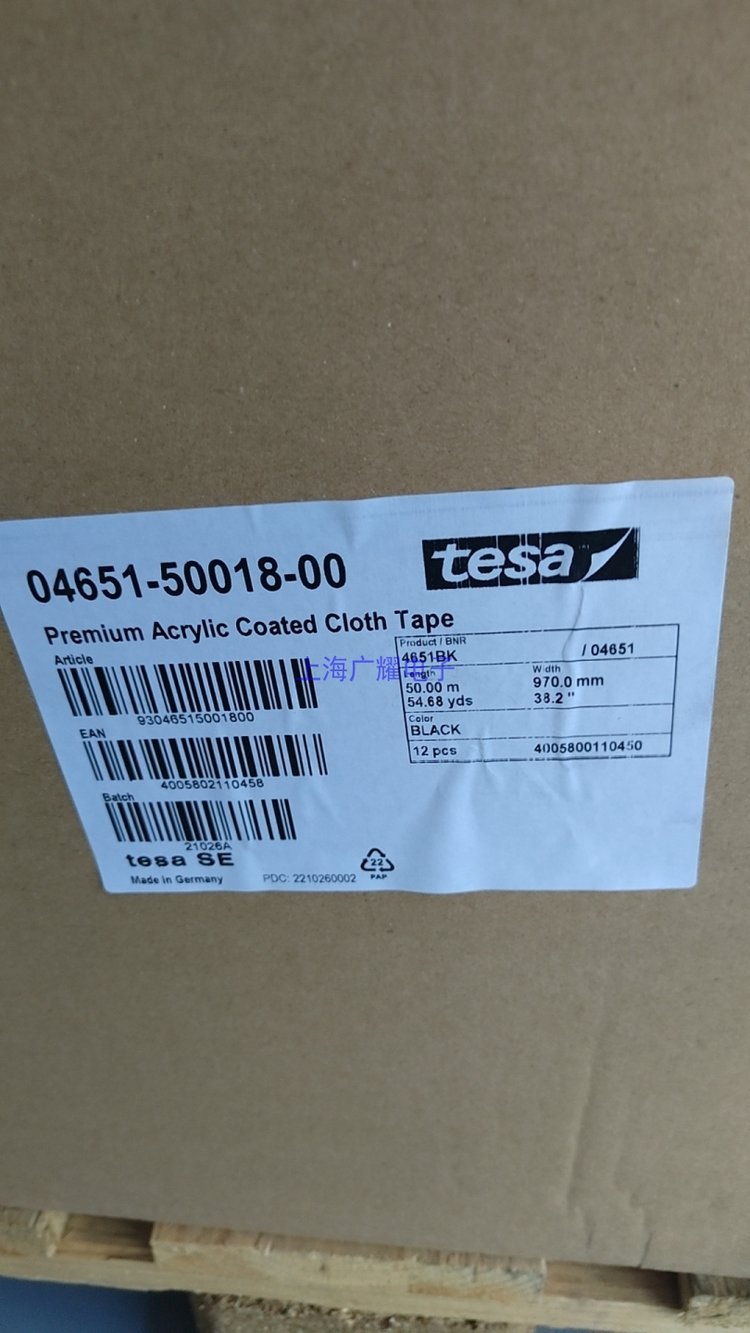 04651-50018-00
tesa
Premium Acrylic Coated Cloth Tape
Article
93046515001800
EAN
4005802110458
Batch
21026A
tesa SE
Made in Germany
PDC: 2210260002
22
PAP
Product / BNR
4651BK / 04651
Length Width
50.00 m 970.0 mm
54.68 yds 38.2 "
Color
BLACK
12 pcs 4005800110450
上海广耀电子